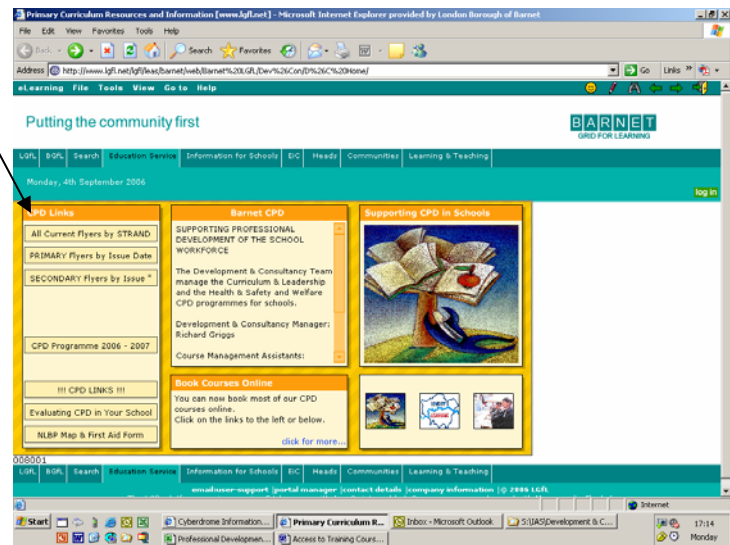 Primary Curriculum Resources and Information [www.lgfl.net] - Microsoft Internet Explorer provided by London Borough of Barnet
File Edit View Favorites Tools Help
Back Search Favorites
Address http://www.lgfl.net/lgfl/leas/barnet/web/Barnet%20LGfL/Dev%26Con/D%26C%20Home/ Go Links »
eLearning File Tools View Go to Help
Putting the community first
BARNET
GRID FOR LEARNING
LGfL BGfL Search Education Service Information for Schools EiC Heads Communities Learning & Teaching
Monday, 4th September 2006
log in
CPD Links
All Current Flyers by STRAND
PRIMARY Flyers by Issue Date
SECONDARY Flyers by Issue "
CPD Programme 2006 - 2007
!!! CPD LINKS !!!
Evaluating CPD in Your School
NLBP Map & First Aid Form
Barnet CPD
SUPPORTING PROFESSIONAL
DEVELOPMENT OF THE SCHOOL
WORKFORCE
The Development & Consultancy Team
manage the Curriculum & Leadership
and the Health & Safety and Welfare
CPD programmes for schools.
Development & Consultancy Manager:
Richard Griggs
Course Management Assistants:
Book Courses Online
You can now book most of our CPD
courses online.
Click on the links to the left or below.
click for more...
Supporting CPD in Schools
008001
LGfL BGfL Search Education Service Information for Schools EiC Heads Communities Learning & Teaching
email user-support |portal manager |contact details |company information |© 2006 LGfL
Internet
Start Cyberdrome Information... Primary Curriculum R... Inbox - Microsoft Outlook S:\IAS\Development & C... 17:14
Professional Developmen... Access to Training Cours... Monday